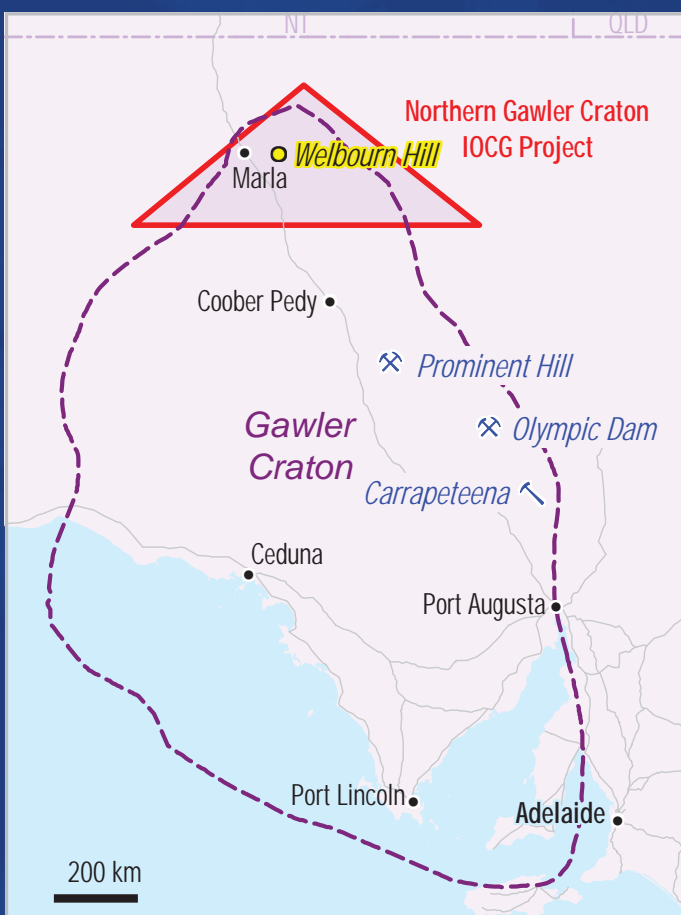 NT
QLD
Northern Gawler Craton
IOCG Project
Welbourn Hill
Marla
Coober Pedy
Prominent Hill
Gawler
Craton
Olympic Dam
Carrapeteena
Ceduna
Port Augusta
Port Lincoln
Adelaide
200 km